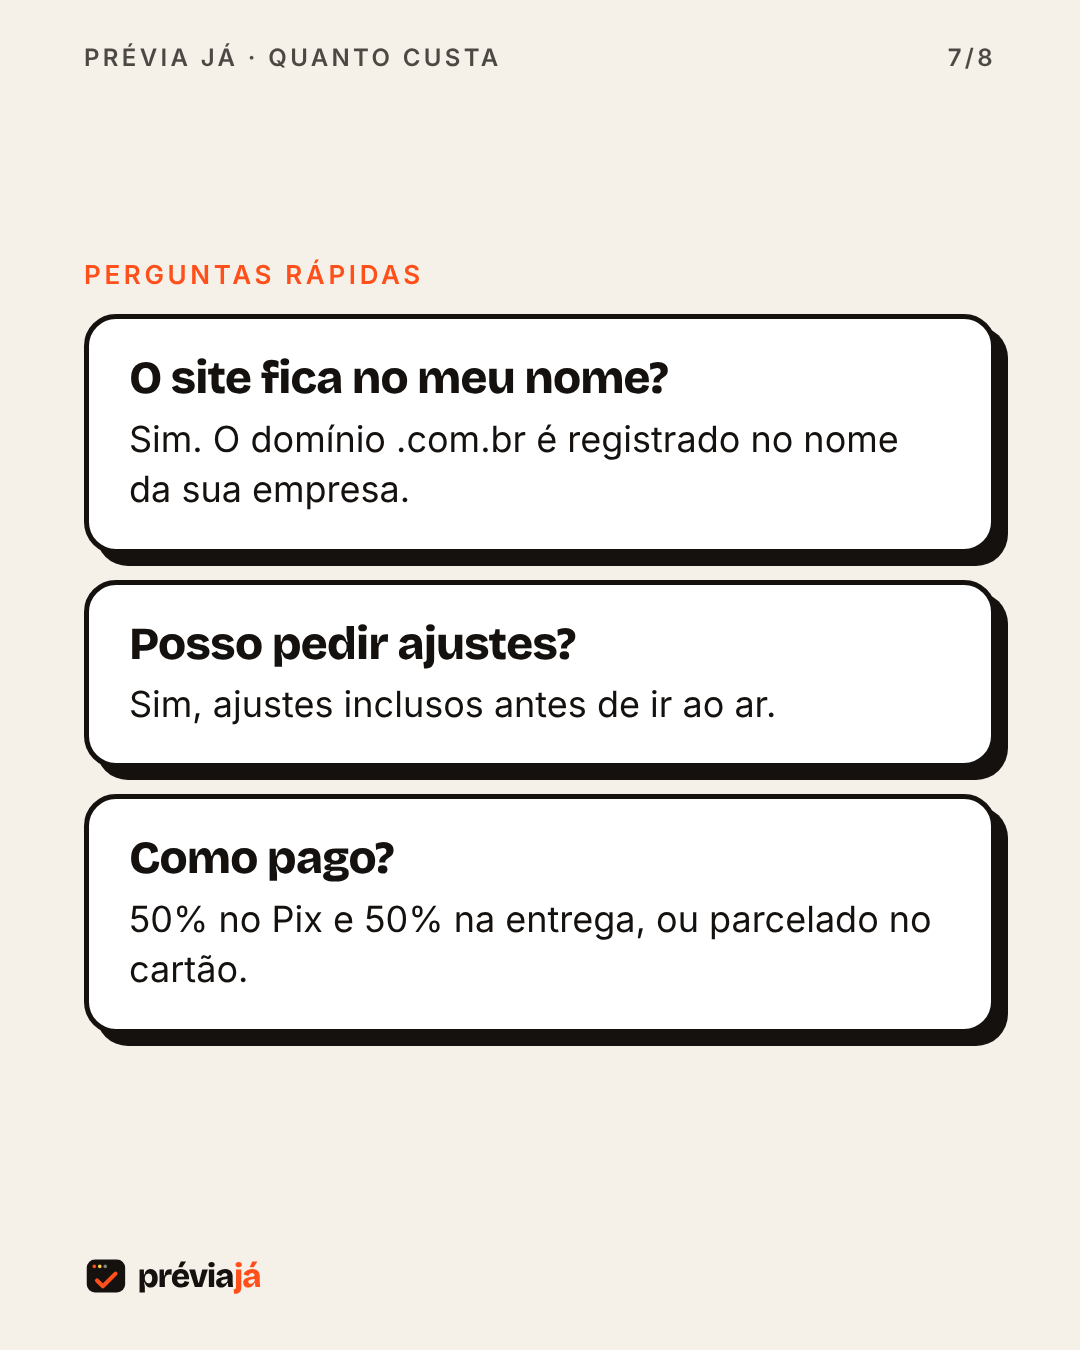 PRÉVIA JÁ · QUANTO CUSTA
7/8
PERGUNTAS RÁPIDAS
O site fica no meu nome?
Sim. O domínio .com.br é registrado no nome
da sua empresa.
Posso pedir ajustes?
Sim, ajustes inclusos antes de ir ao ar.
Como pago?
50% no Pix e 50% na entrega, ou parcelado no
cartão.
préviajá